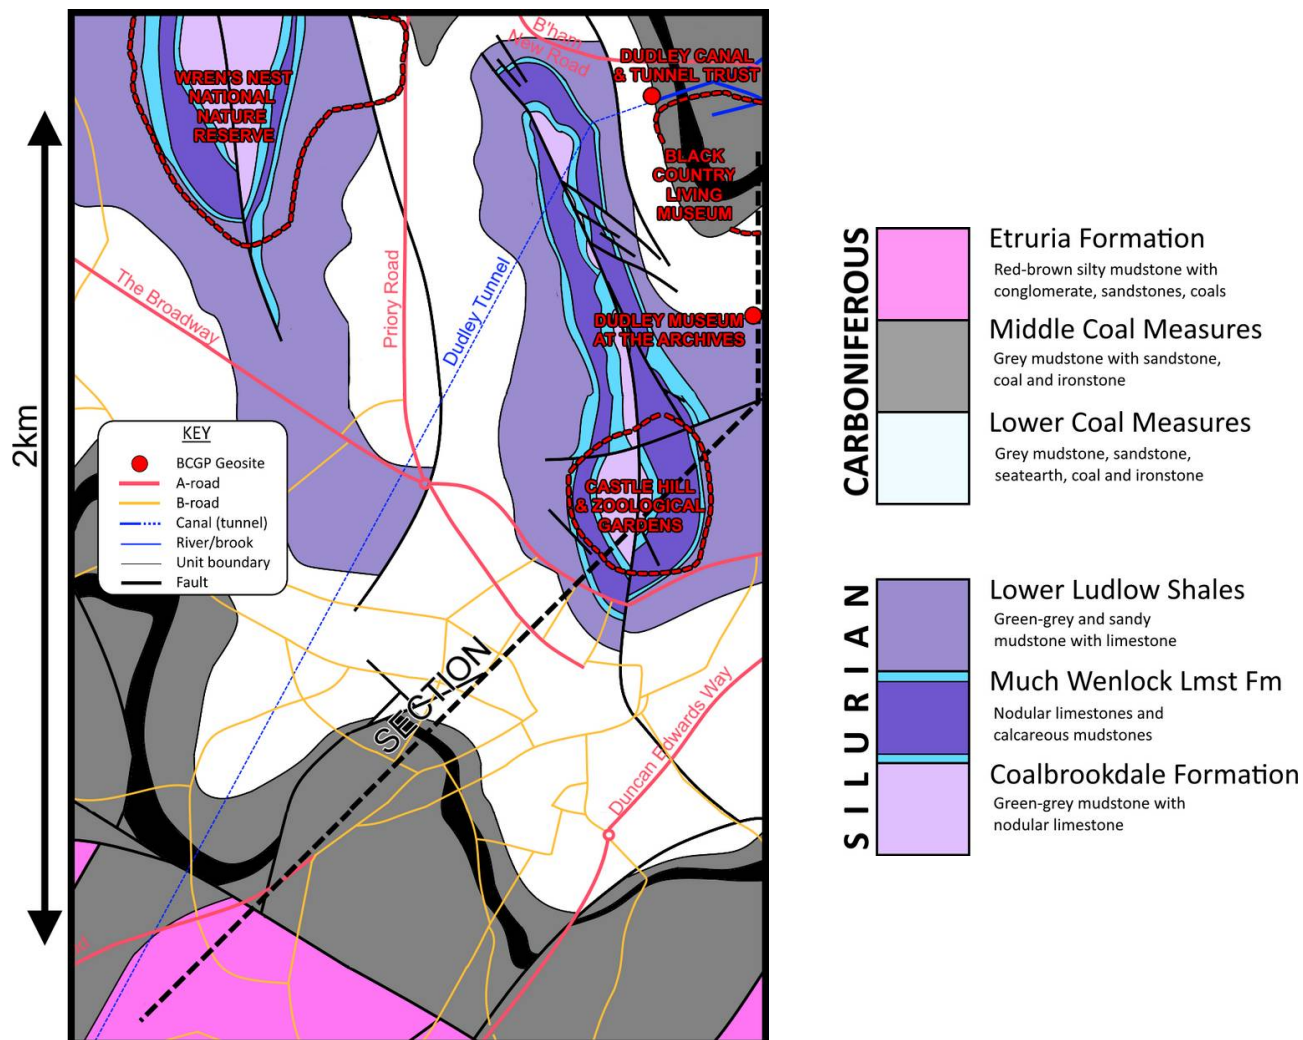 B'ham
New Road
DUDLEY CANAL
& TUNNEL TRUST
WREN'S NEST
NATIONAL
NATURE
RESERVE
BLACK
COUNTRY
LIVING
MUSEUM
The Broadway
Priory Road
Dudley Tunnel
DUDLEY MUSEUM
AT THE ARCHIVES
2km
KEY
BCGP Geosite
A-road
B-road
Canal (tunnel)
River/brook
Unit boundary
Fault
CASTLE HILL
& ZOOLOGICAL
GARDENS
SECTION
Duncan Edwards Way
CARBONIFEROUS
Etruria Formation
Red-brown silty mudstone with
conglomerate, sandstones, coals
Middle Coal Measures
Grey mudstone with sandstone,
coal and ironstone
Lower Coal Measures
Grey mudstone, sandstone,
seatearth, coal and ironstone
SILURIAN
Lower Ludlow Shales
Green-grey and sandy
mudstone with limestone
Much Wenlock Lmst Fm
Nodular limestones and
calcareous mudstones
Coalbrookdale Formation
Green-grey mudstone with
nodular limestone